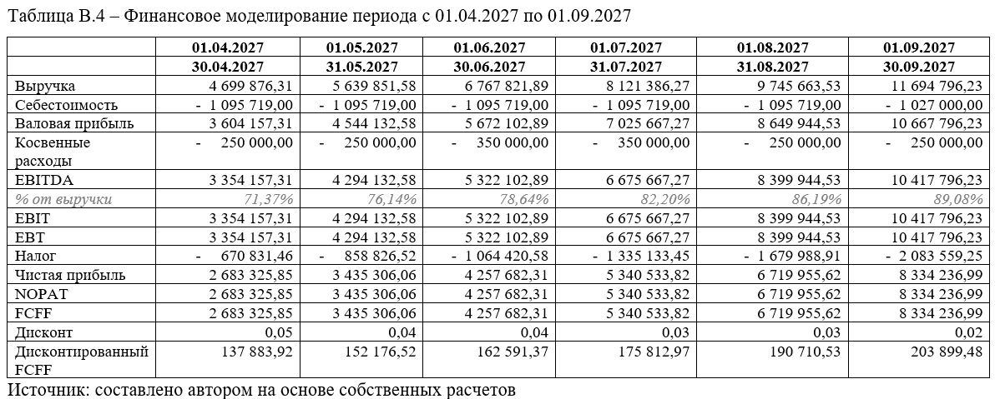 Таблица В.4 – Финансовое моделирование периода с 01.04.2027 по 01.09.2027
01.04.2027 01.05.2027 01.06.2027 01.07.2027 01.08.2027 01.09.2027
30.04.2027 31.05.2027 30.06.2027 31.07.2027 31.08.2027 30.09.2027
Выручка 4 699 876,31 5 639 851,58 6 767 821,89 8 121 386,27 9 745 663,53 11 694 796,23
Себестоимость - 1 095 719,00 - 1 095 719,00 - 1 095 719,00 - 1 095 719,00 - 1 095 719,00 - 1 027 000,00
Валовая прибыль 3 604 157,31 4 544 132,58 5 672 102,89 7 025 667,27 8 649 944,53 10 667 796,23
Косвенные - 250 000,00 - 250 000,00 - 350 000,00 - 350 000,00 - 250 000,00 - 250 000,00
расходы
EBITDA 3 354 157,31 4 294 132,58 5 322 102,89 6 675 667,27 8 399 944,53 10 417 796,23
% от выручки 71,37% 76,14% 78,64% 82,20% 86,19% 89,08%
EBIT 3 354 157,31 4 294 132,58 5 322 102,89 6 675 667,27 8 399 944,53 10 417 796,23
EBT 3 354 157,31 4 294 132,58 5 322 102,89 6 675 667,27 8 399 944,53 10 417 796,23
Налог - 670 831,46 - 858 826,52 - 1 064 420,58 - 1 335 133,45 - 1 679 988,91 - 2 083 559,25
Чистая прибыль 2 683 325,85 3 435 306,06 4 257 682,31 5 340 533,82 6 719 955,62 8 334 236,99
NOPAT 2 683 325,85 3 435 306,06 4 257 682,31 5 340 533,82 6 719 955,62 8 334 236,99
FCFF 2 683 325,85 3 435 306,06 4 257 682,31 5 340 533,82 6 719 955,62 8 334 236,99
Дисконт 0,05 0,04 0,04 0,03 0,03 0,02
Дисконтированный 137 883,92 152 176,52 162 591,37 175 812,97 190 710,53 203 899,48
FCFF
Источник: составлено автором на основе собственных расчетов